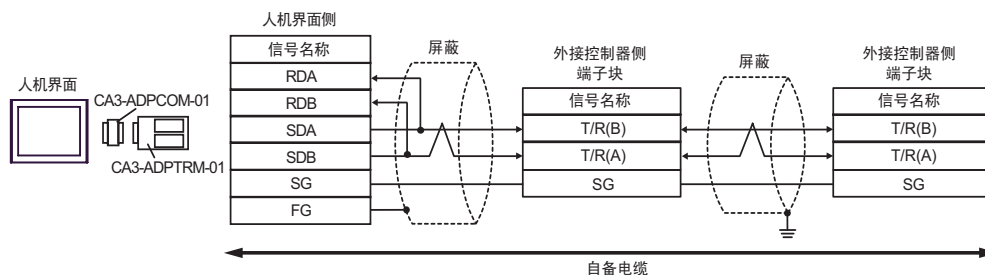 人机界面
CA3-ADPCOM-01
CA3-ADPTRM-01
人机界面侧
信号名称
RDA
RDB
SDA
SDB
SG
FG
屏蔽
外接控制器侧
端子块
信号名称
T/R(B)
T/R(A)
SG
屏蔽
外接控制器侧
端子块
信号名称
T/R(B)
T/R(A)
SG
自备电缆